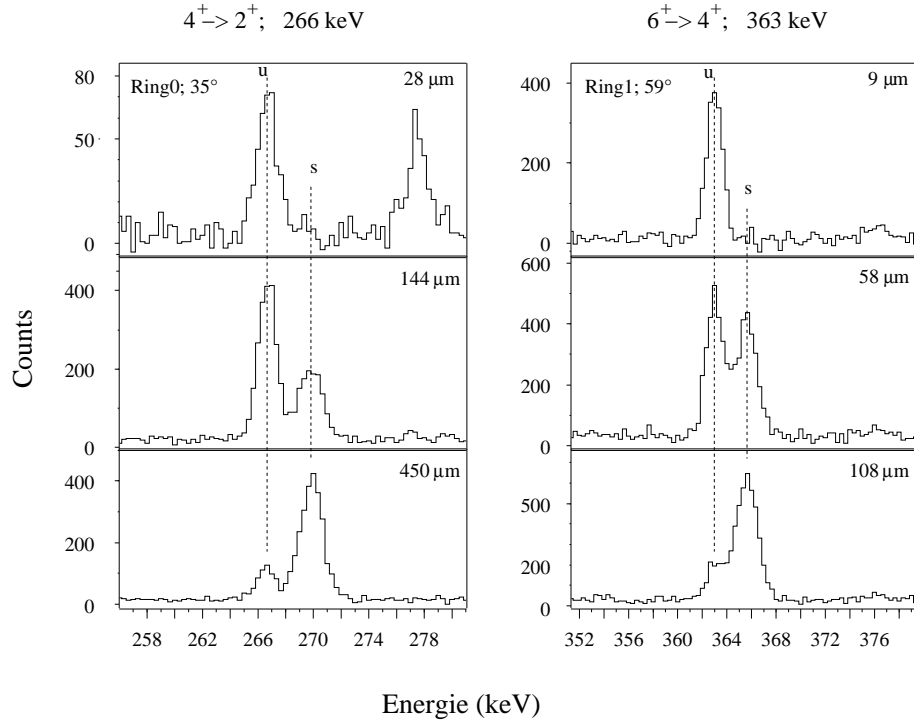 4⁺–> 2⁺; 266 keV
6⁺–> 4⁺; 363 keV
Counts
Ring0; 35°
u
s
28 µm
80
50
0
144 µm
400
200
0
450 µm
400
200
0
258 262 266 270 274 278
Ring1; 59°
u
s
9 µm
400
200
0
58 µm
600
400
200
0
108 µm
500
200
0
352 356 360 364 368 372 376
Energie (keV)